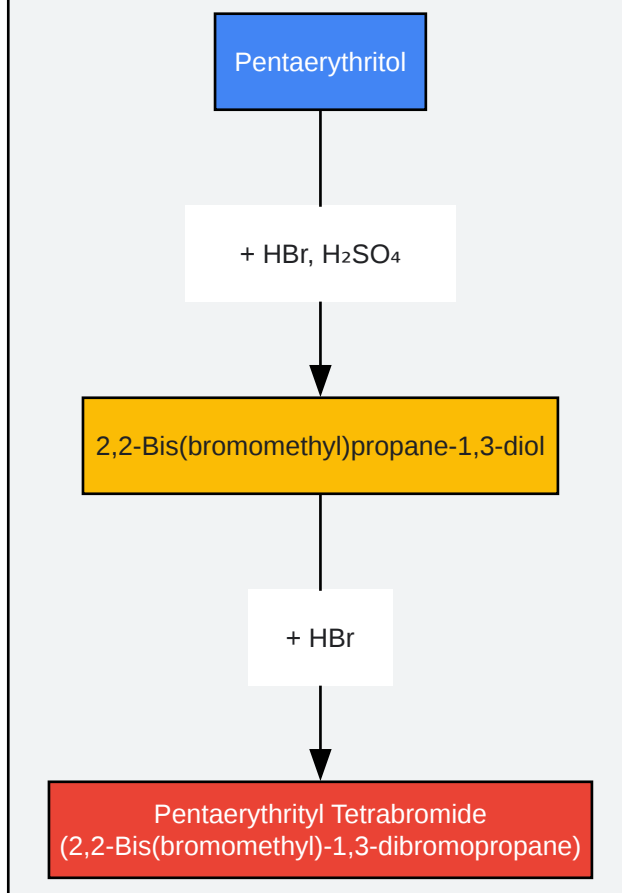 Pentaerythritol
+ HBr, H₂SO₄
2,2-Bis(bromomethyl)propane-1,3-diol
+ HBr
Pentaerythrityl Tetrabromide
(2,2-Bis(bromomethyl)-1,3-dibromopropane)